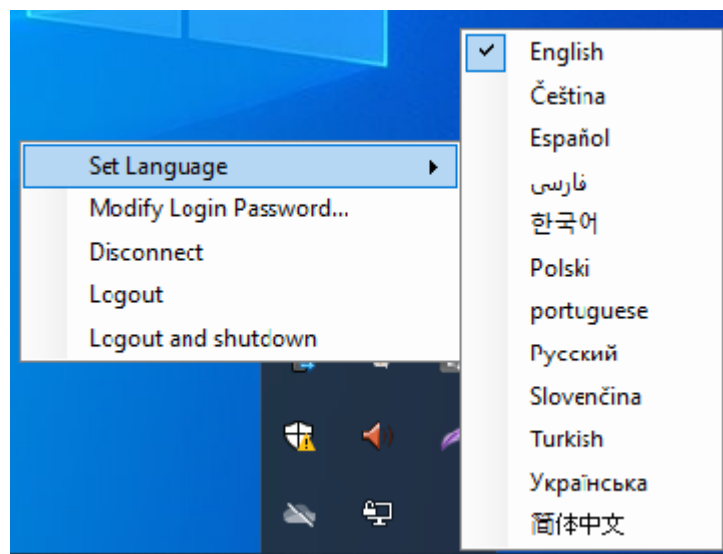 Set Language
Modify Login Password...
Disconnect
Logout
Logout and shutdown
English
Čeština
Español
فارسی
한국어
Polski
portuguese
Русский
Slovenčina
Turkish
Українська
简体中文